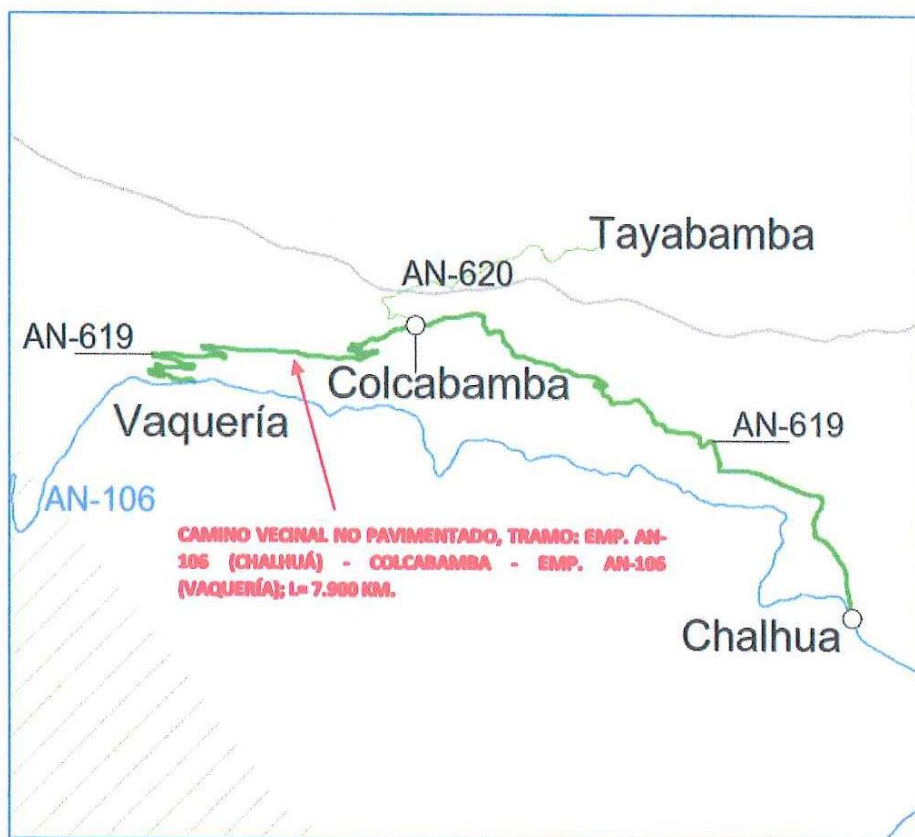 Tayabamba
AN-620
AN-619
Colcabamba
Vaquería
AN-619
AN-106
CAMINO VECINAL NO PAVIMENTADO, TRAMO: EMP. AN-
106 (CHALHUÁ) - COLCABAMBA - EMP. AN-106
(VAQUERÍA); L= 7.900 KM.
Chalhua